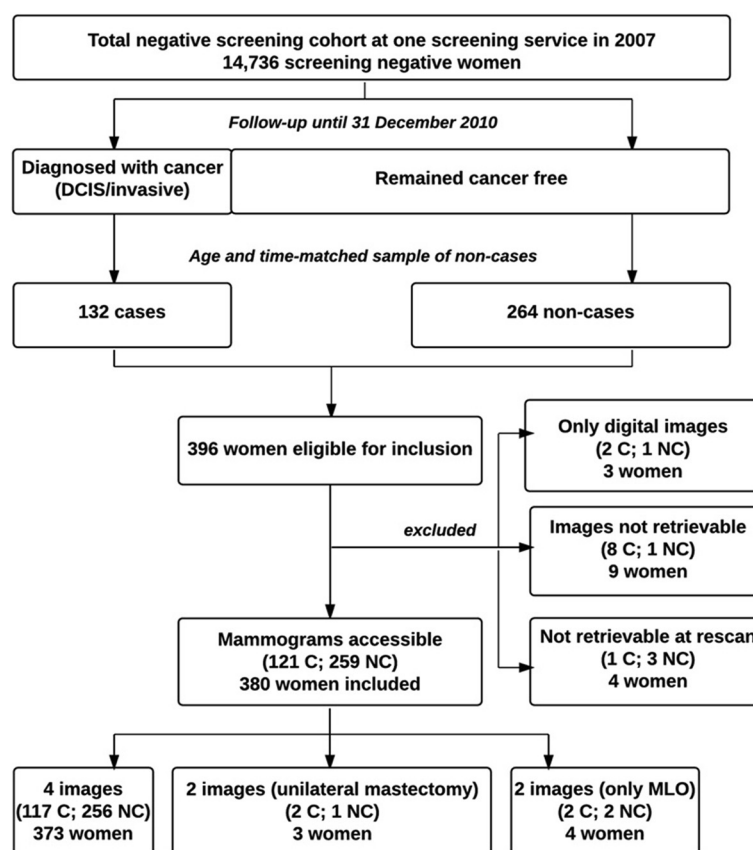 Total negative screening cohort at one screening service in 2007
14,736 screening negative women
Follow-up until 31 December 2010
Diagnosed with cancer
(DCIS/invasive)
Remained cancer free
Age and time-matched sample of non-cases
132 cases
264 non-cases
396 women eligible for inclusion
Only digital images
(2 C; 1 NC)
3 women
excluded
Images not retrievable
(8 C; 1 NC)
9 women
Mammograms accessible
(121 C; 259 NC)
380 women included
Not retrievable at rescan
(1 C; 3 NC)
4 women
4 images
(117 C; 256 NC)
373 women
2 images (unilateral mastectomy)
(2 C; 1 NC)
3 women
2 images (only MLO)
(2 C; 2 NC)
4 women